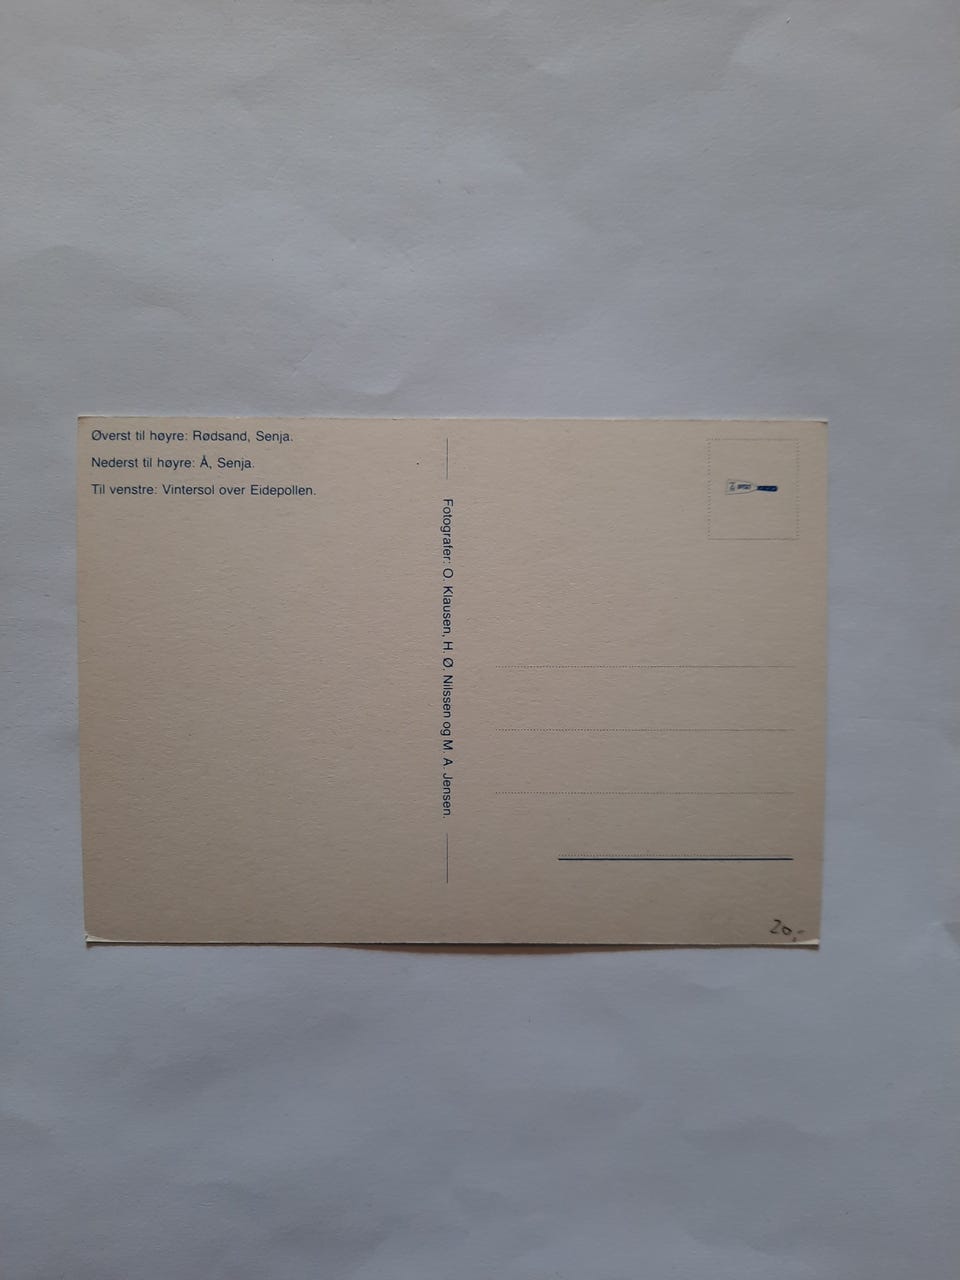 Øverst til høyre: Rødsand, Senja.
Nederst til høyre: Å, Senja.
Til venstre: Vintersol over Eidepollen.
Fotografer: O. Klausen, H. Ø. Nilssen og M. A. Jensen.
20,-